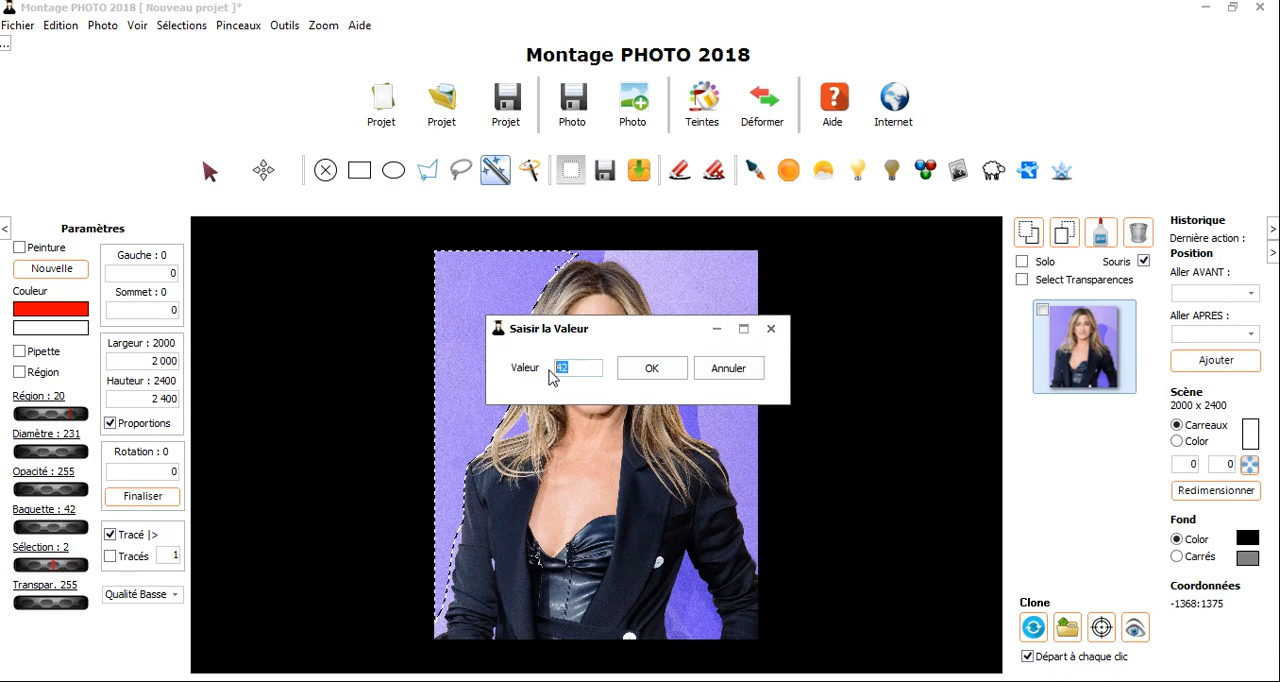 Montage PHOTO 2018 [ Nouveau projet ]*
Fichier Edition Photo Voir Sélections Pinceaux Outils Zoom Aide
...
Montage PHOTO 2018
Projet Projet Projet Photo Photo Teintes Déformer Aide Internet
<
Paramètres
Peinture
Nouvelle
Couleur
Pipette
Région
Région : 20
Diamètre : 231
Opacité : 255
Baguette : 42
Sélection : 2
Transpar. 255
Gauche : 0
0
Sommet : 0
0
Largeur : 2000
2 000
Hauteur : 2400
2 400
Proportions
Rotation : 0
0
Finaliser
Tracé |>
Tracés 1
Qualité Basse
Saisir la Valeur
Valeur 42 OK Annuler
Solo Souris
Select Transparences
Clone
Départ à chaque clic
Historique
Dernière action :
Position
Aller AVANT :
Aller APRES :
Ajouter
Scène
2000 x 2400
Carreaux
Color
0 0
Redimensionner
Fond
Color
Carrés
Coordonnées
-1368:1375
>
>